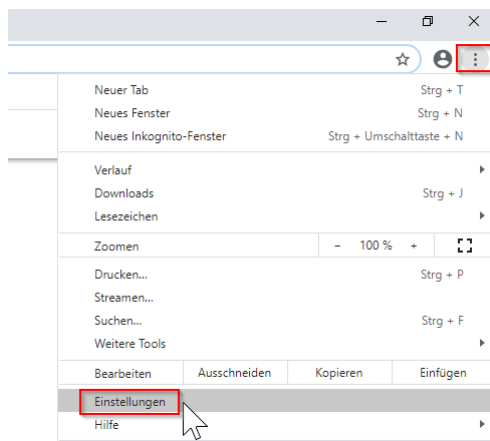 Neuer Tab Strg + T
Neues Fenster Strg + N
Neues Inkognito-Fenster Strg + Umschalttaste + N
Verlauf
Downloads Strg + J
Lesezeichen
Zoomen - 100 % +
Drucken... Strg + P
Streamen...
Suchen... Strg + F
Weitere Tools
Bearbeiten Ausschneiden Kopieren Einfügen
Einstellungen
Hilfe